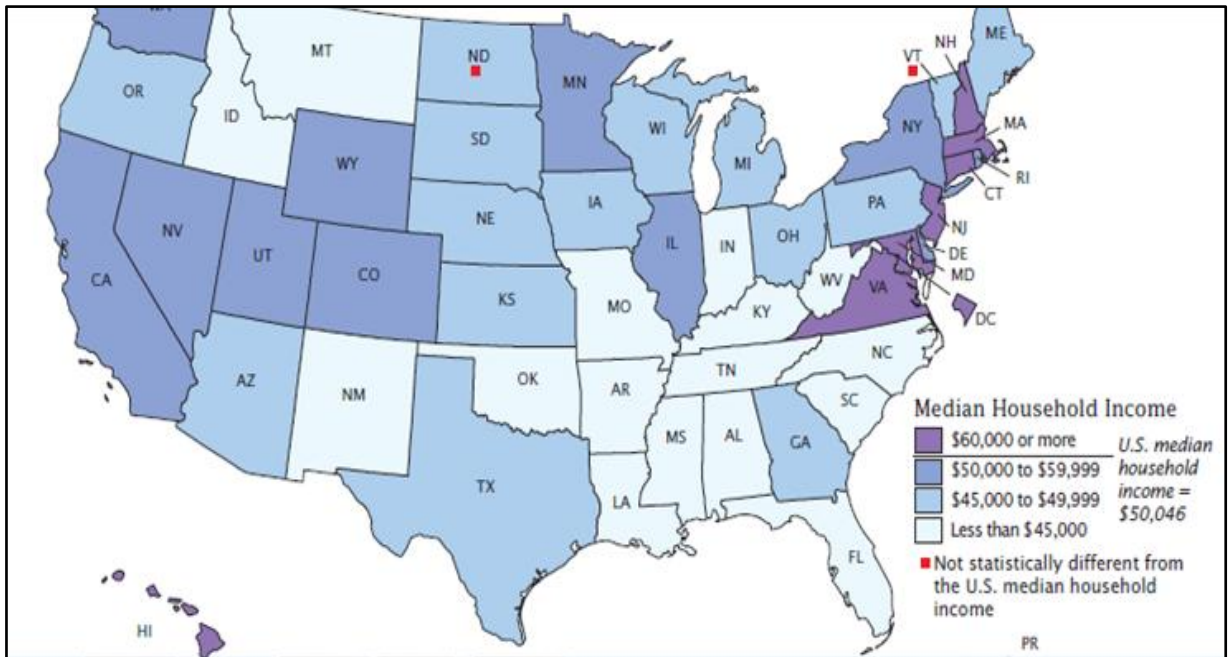 WA
MT
ND
OR
ID
MN
VT
NH
ME
WY
SD
WI
MI
NY
MA
RI
CT
NV
UT
CO
NE
IA
IL
IN
OH
PA
NJ
DE
MD
DC
CA
KS
MO
KY
WV
VA
AZ
NM
OK
AR
TN
NC
SC
TX
LA
MS
AL
GA
FL
HI
PR
Median Household Income
$60,000 or more
$50,000 to $59,999
$45,000 to $49,999
Less than $45,000
U.S. median
household
income =
$50,046
Not statistically different from
the U.S. median household
income